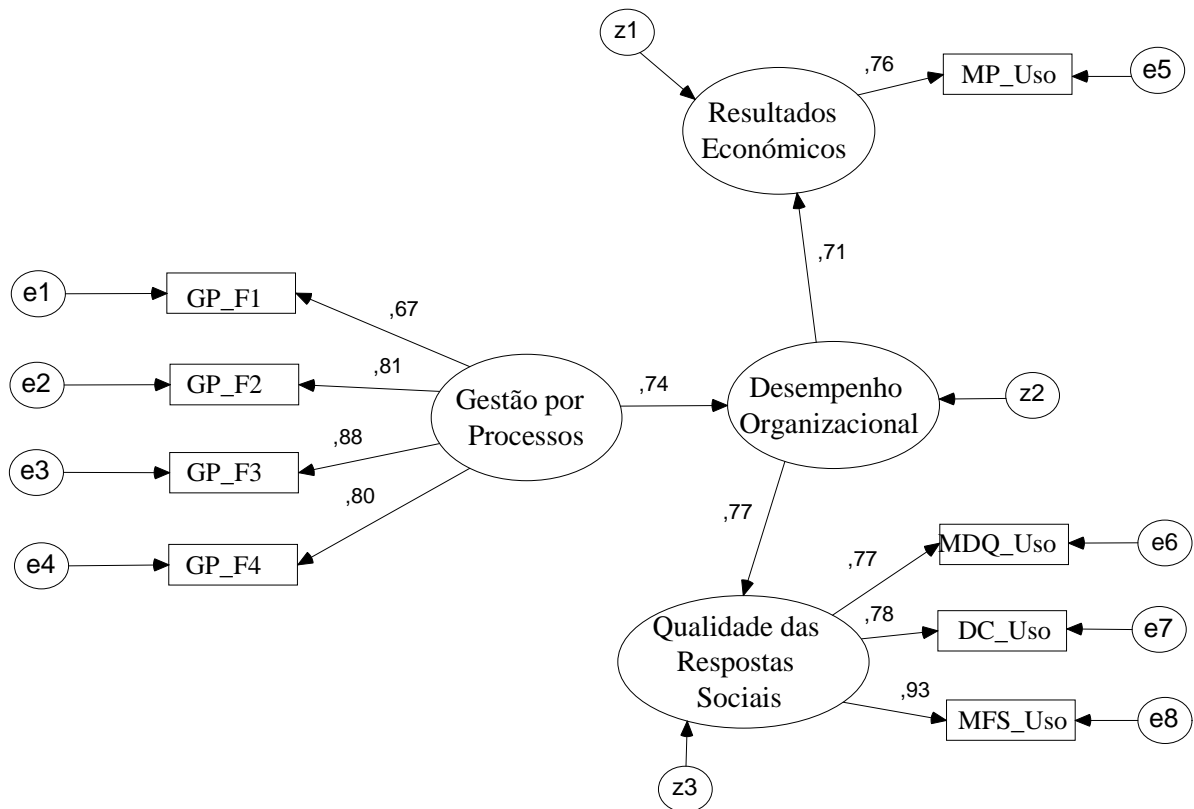 z1
,76
MP_Uso
e5
Resultados
Económicos
,71
e1
GP_F1
,67
e2
GP_F2
,81
e3
GP_F3
,88
e4
GP_F4
,80
Gestão por
Processos
,74
Desempenho
Organizacional
z2
,77
Qualidade das
Respostas
Sociais
,77
MDQ_Uso
e6
,78
DC_Uso
e7
,93
MFS_Uso
e8
z3